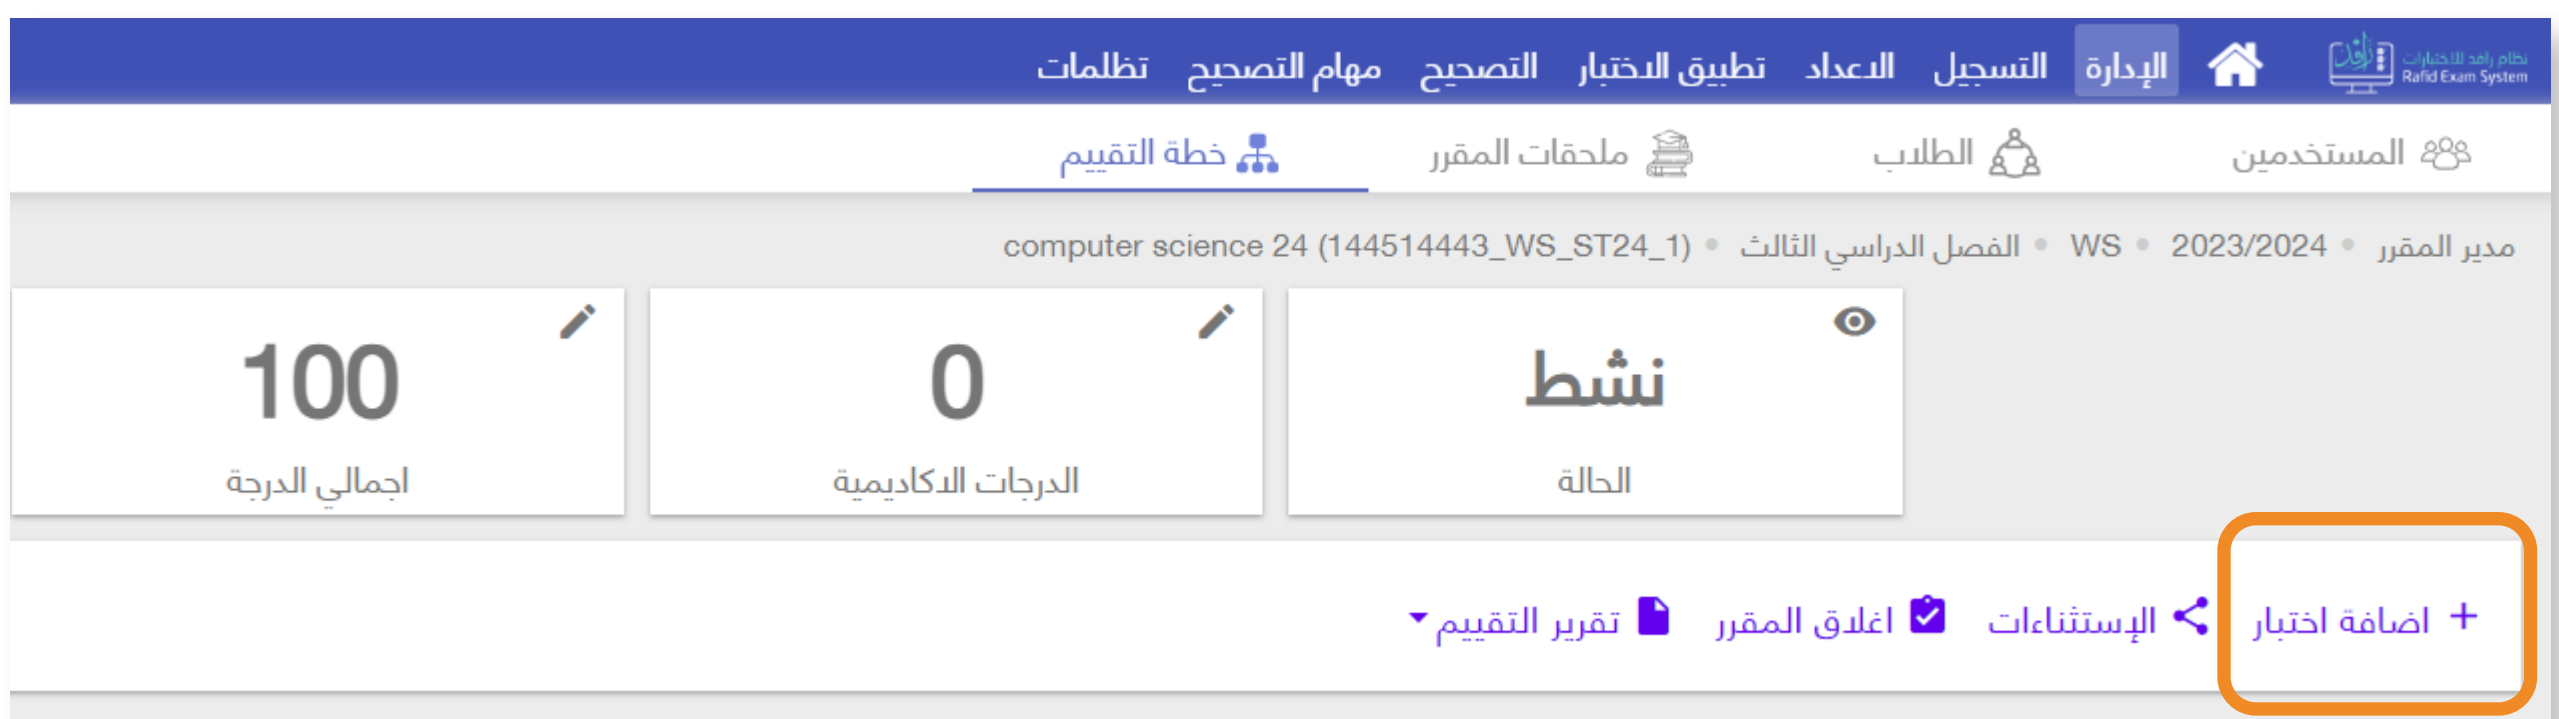 نظام رافد للاختبارات
Rafid Exam System
رافد
الإدارة التسجيل الاعداد تطبيق الاختبار التصحيح مهام التصحيح تظلمات
المستخدمين الطلاب ملحقات المقرر خطة التقييم
مدير المقرر • 2023/2024 • WS • الفصل الدراسي الثالث • computer science 24 (144514443_WS_ST24_1)
نشط 0 100
الحالة الدرجات الاكاديمية اجمالي الدرجة
+ اضافة اختبار الإستثناءات اغلاق المقرر تقرير التقييم